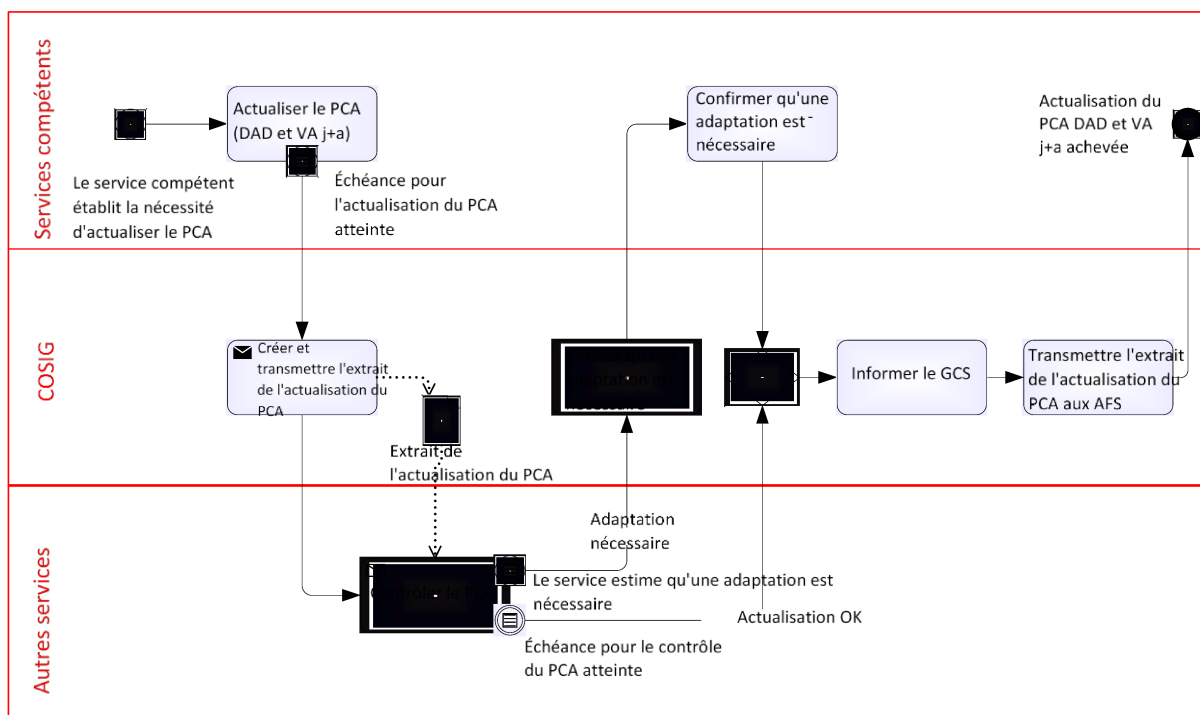 Services compétents
Actualiser le PCA
(DAD et VA j+a)
Le service compétent
établit la nécessité
d'actualiser le PCA
Échéance pour
l'actualisation du PCA
atteinte
Confirmer qu'une
adaptation est
nécessaire
Actualisation du
PCA DAD et VA
j+a achevée
COSIG
Créer et
transmettre l'extrait
de l'actualisation du
PCA
Extrait de
l'actualisation du PCA
nécessaire
Informer le GCS
Transmettre l'extrait
de l'actualisation du
PCA aux AFS
Autres services
Contrôler le PCA
Adaptation
nécessaire
Le service estime qu'une adaptation est
nécessaire
Échéance pour le contrôle
du PCA atteinte
Actualisation OK